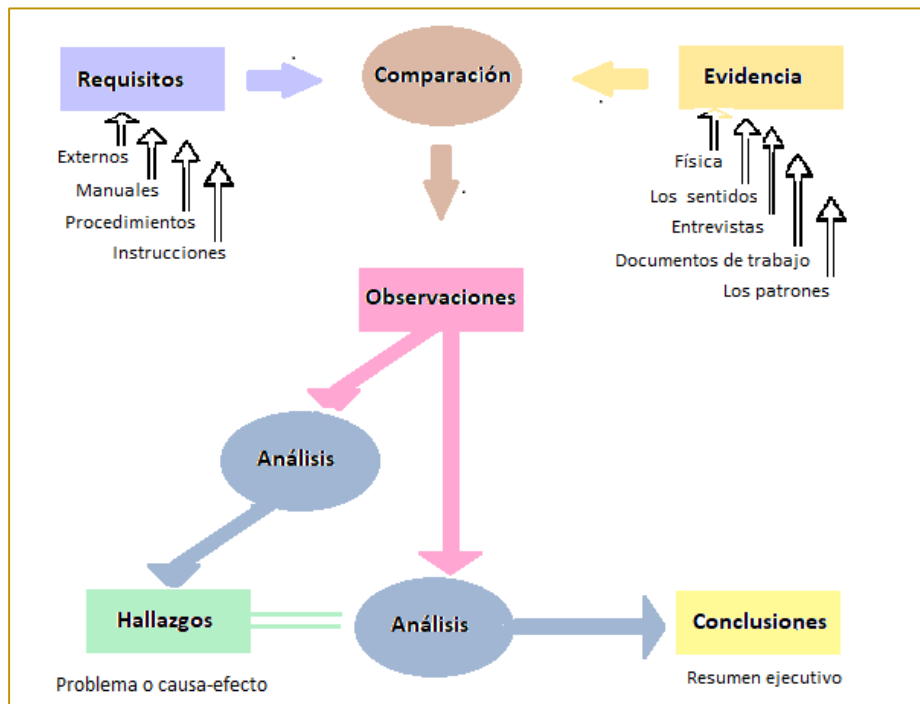 Requisitos
Comparación
Evidencia
Externos
Manuales
Procedimientos
Instrucciones
Física
Los sentidos
Entrevistas
Documentos de trabajo
Los patrones
Observaciones
Análisis
Hallazgos
Análisis
Conclusiones
Problema o causa-efecto
Resumen ejecutivo